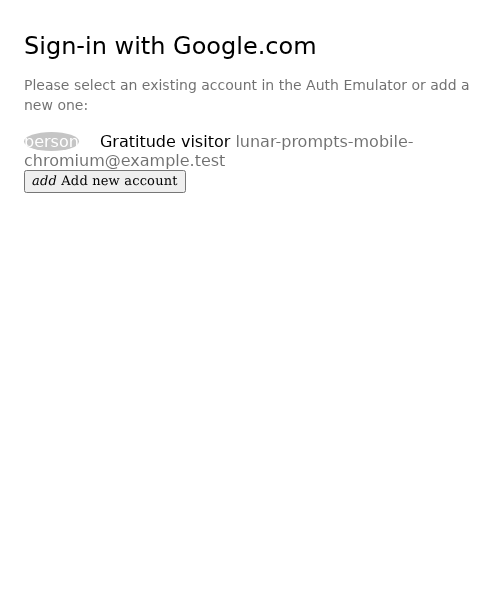 Sign-in with Google.com
Please select an existing account in the Auth Emulator or add a
new one:
person Gratitude visitor lunar-prompts-mobile-
chromium@example.test
add Add new account